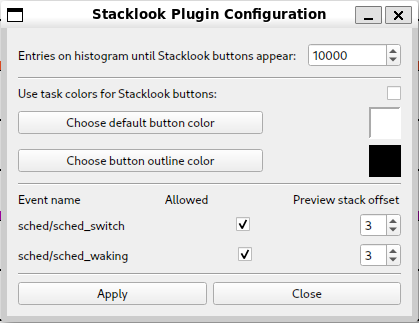 Stacklook Plugin Configuration
Entries on histogram until Stacklook buttons appear: 10000
Use task colors for Stacklook buttons:
Choose default button color
Choose button outline color
Event name Allowed Preview stack offset
sched/sched_switch 3
sched/sched_waking 3
Apply Close